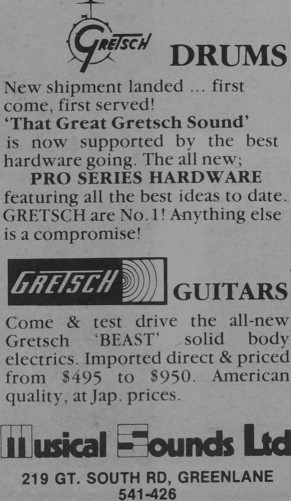 GRETSCH DRUMS
New shipment landed ... first
come, first served!
'That Great Gretsch Sound'
is now supported by the best
hardware going. The all new;
PRO SERIES HARDWARE
featuring all the best ideas to date.
GRETSCH are No.1! Anything else
is a compromise!
GRETSCH GUITARS
Come & test drive the all-new
Gretsch 'BEAST' solid body
electrics. Imported direct & priced
from $495 to $950. American
quality, at Jap. prices.
Musical Sounds Ltd
219 GT. SOUTH RD, GREENLANE
541-426